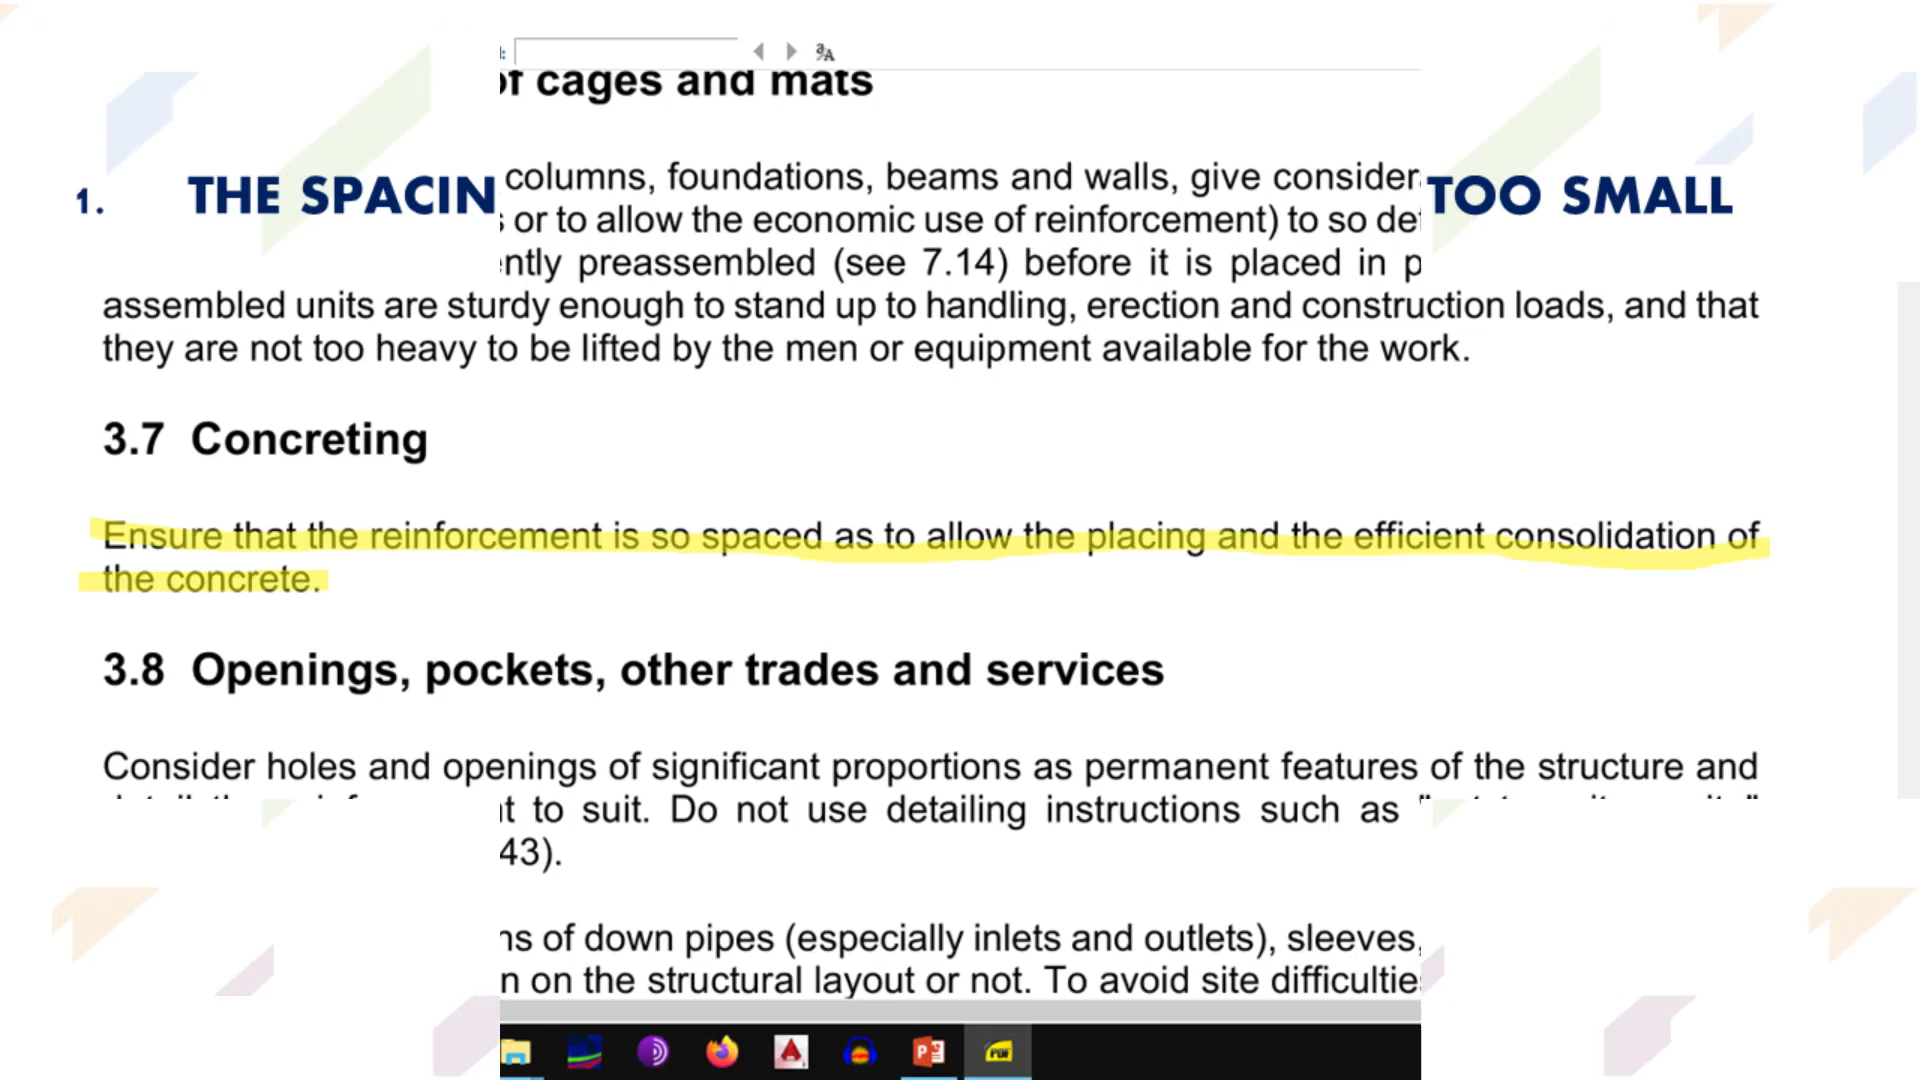 of cages and mats
1. THE SPACIN
columns, foundations, beams and walls, give consider
TOO SMALL
or to allow the economic use of reinforcement) to so
ntly preassembled (see 7.14) before it is placed in p
assembled units are sturdy enough to stand up to handling, erection and construction loads, and that
they are not too heavy to be lifted by the men or equipment available for the work.
3.7 Concreting
Ensure that the reinforcement is so spaced as to allow the placing and the efficient consolidation of
the concrete.
3.8 Openings, pockets, other trades and services
Consider holes and openings of significant proportions as permanent features of the structure and
to suit. Do not use detailing instructions such as
43).
ns of down pipes (especially inlets and outlets), sleeves,
n on the structural layout or not. To avoid site difficultie